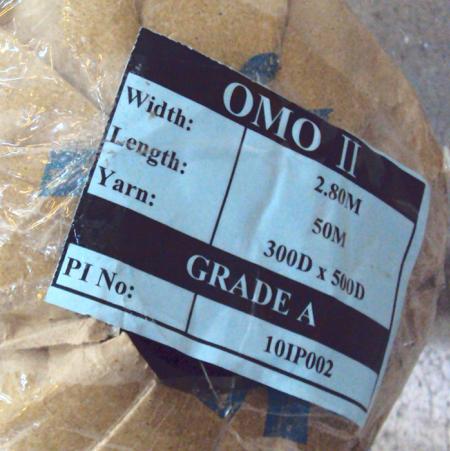 OMO II
Width: 2.80M
Length: 50M
Yarn: 300D x 500D
GRADE A
PI No: 10IP002